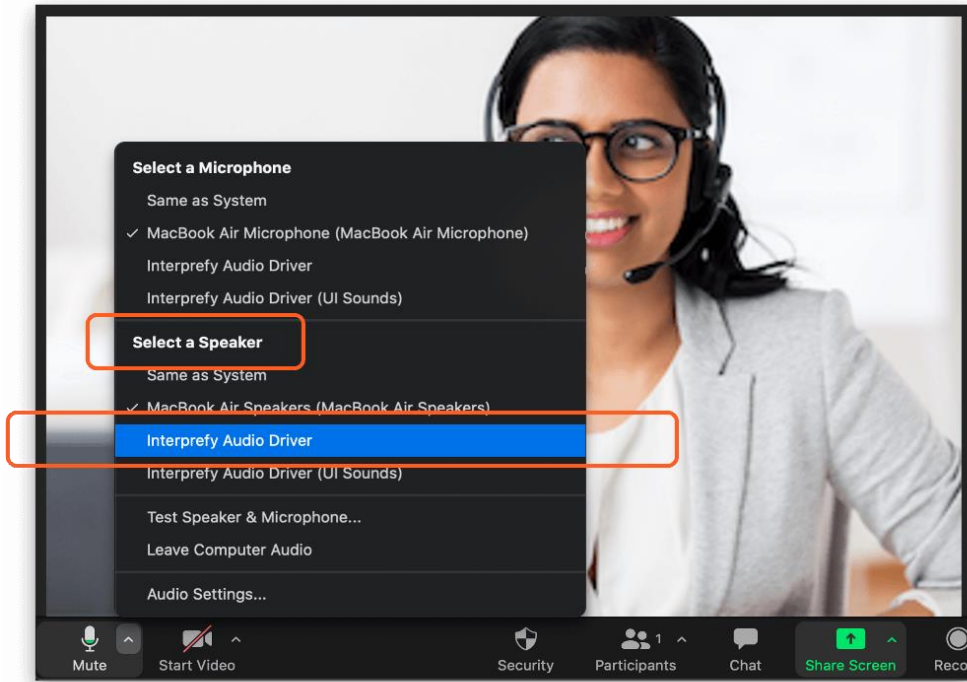 Select a Microphone
Same as System
✓ MacBook Air Microphone (MacBook Air Microphone)
Interprefy Audio Driver
Interprefy Audio Driver (UI Sounds)
Select a Speaker
Same as System
✓ MacBook Air Speakers (MacBook Air Speakers)
Interprefy Audio Driver
Interprefy Audio Driver (UI Sounds)
Test Speaker & Microphone...
Leave Computer Audio
Audio Settings...
1
Mute Start Video Security Participants Chat Share Screen Reco